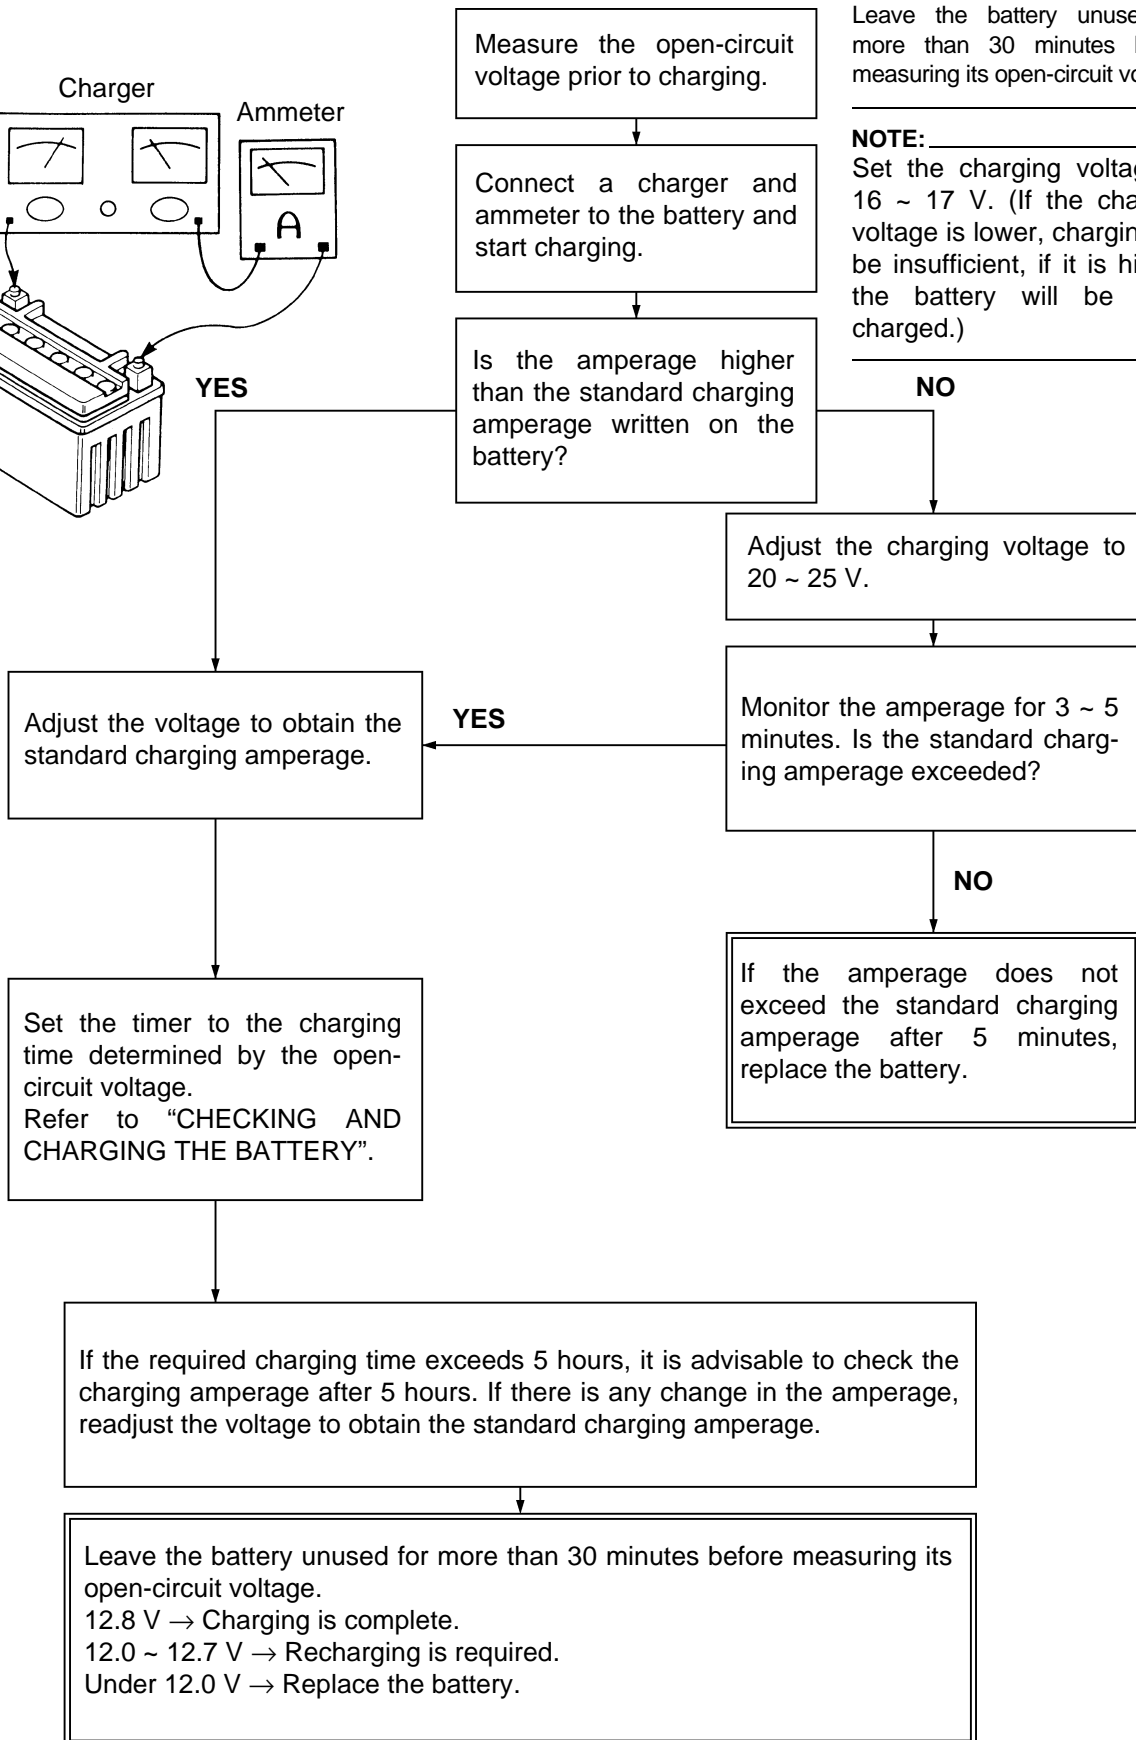 Charger
Ammeter
A
Measure the open-circuit
voltage prior to charging.
Leave the battery
more than 30 minutes
measuring its open-circuit
NOTE:
Set the charging
16 ~ 17 V. (If the
voltage is lower,
be insufficient, if it is
the battery will be
charged.)
Connect a charger and
ammeter to the battery and
start charging.
Is the amperage higher
than the standard charging
amperage written on the
battery?
YES
NO
Adjust the charging voltage to
20 ~ 25 V.
Monitor the amperage for 3 ~ 5
minutes. Is the standard charg-
ing amperage exceeded?
YES
Adjust the voltage to obtain the
standard charging amperage.
NO
If the amperage does not
exceed the standard charging
amperage after 5 minutes,
replace the battery.
Set the timer to the charging
time determined by the open-
circuit voltage.
Refer to “CHECKING AND
CHARGING THE BATTERY”.
If the required charging time exceeds 5 hours, it is advisable to check the
charging amperage after 5 hours. If there is any change in the amperage,
readjust the voltage to obtain the standard charging amperage.
Leave the battery unused for more than 30 minutes before measuring its
open-circuit voltage.
12.8 V → Charging is complete.
12.0 ~ 12.7 V → Recharging is required.
Under 12.0 V → Replace the battery.